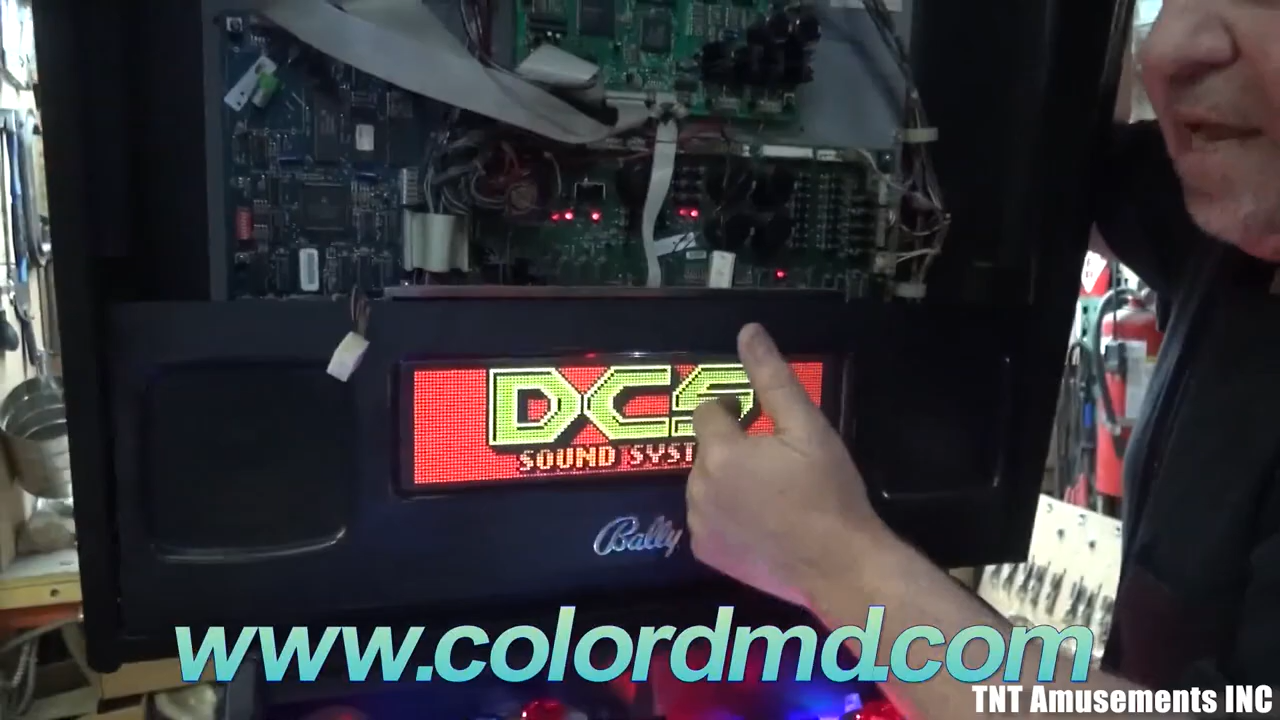 DCS
SOUND SYST
Bally
www.colordmd.com
TNT Amusements INC